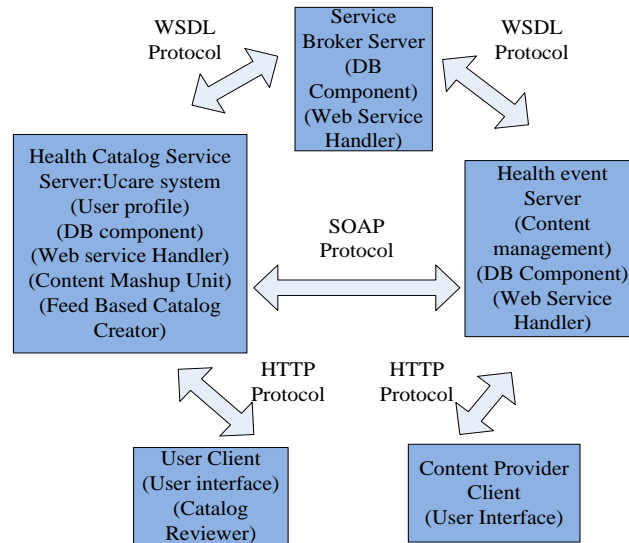 WSDL
Protocol
Service
Broker Server
(DB
Component)
(Web Service
Handler)
WSDL
Protocol
Health Catalog Service
Server:Ucare system
(User profile)
(DB component)
(Web service Handler)
(Content Mashup Unit)
(Feed Based Catalog
Creator)
SOAP
Protocol
Health event
Server
(Content
management)
(DB Component)
(Web Service
Handler)
HTTP
Protocol
HTTP
Protocol
User Client
(User interface)
(Catalog
Reviewer)
Content Provider
Client
(User Interface)